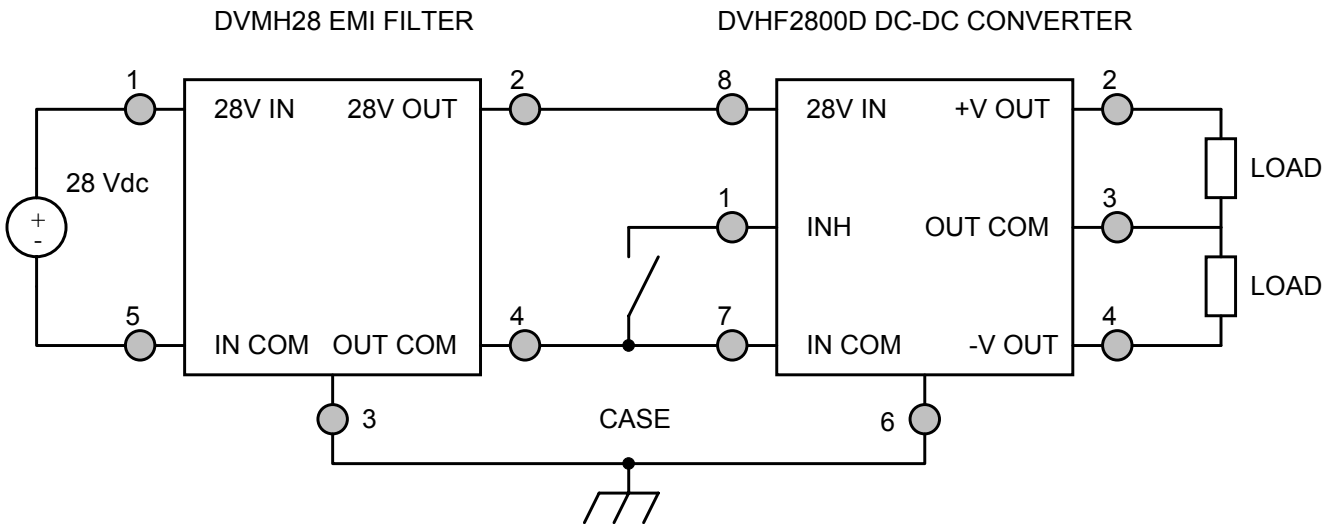 DVMH28 EMI FILTER DVHF2800D DC-DC CONVERTER
1 2 8 2
28V IN 28V OUT 28V IN +V OUT
28 Vdc LOAD
1 3
+
-
INH OUT COM
LOAD
5 4 7 4
IN COM OUT COM IN COM -V OUT
3 CASE 6